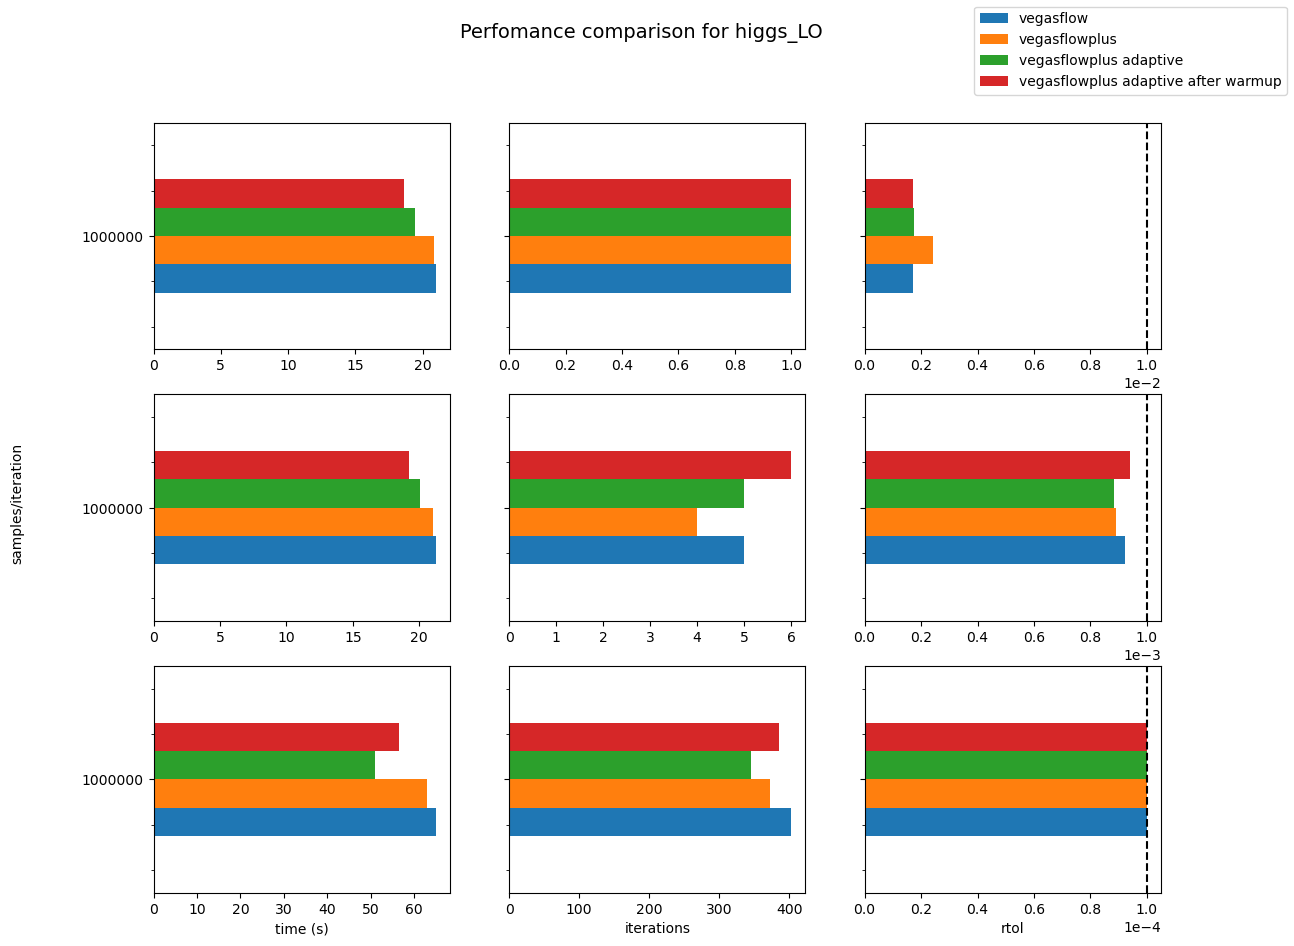 Perfomance comparison for higgs_LO
vegasflow
vegasflowplus
vegasflowplus adaptive
vegasflowplus adaptive after warmup
samples/iteration
1000000
0 5 10 15 20
0.0 0.2 0.4 0.6 0.8 1.0
0.0 0.2 0.4 0.6 0.8 1.0
1e−2
1000000
0 5 10 15 20
0 1 2 3 4 5 6
0.0 0.2 0.4 0.6 0.8 1.0
1e−3
1000000
0 10 20 30 40 50 60
time (s)
0 100 200 300 400
iterations
0.0 0.2 0.4 0.6 0.8 1.0
1e−4
rtol